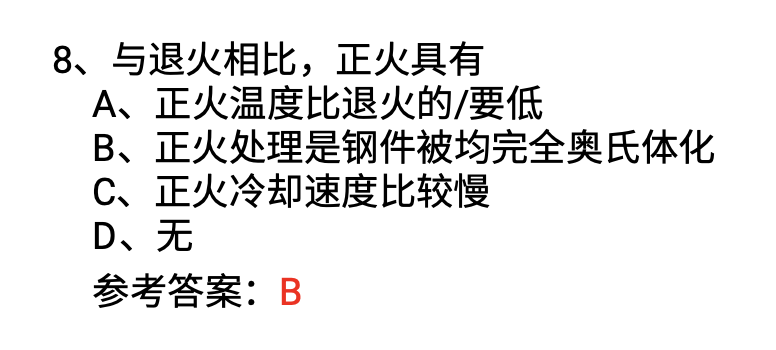 8、与退火相比，正火具有
A、正火温度比退火的/要低
B、正火处理是钢件被均完全奥氏体化
C、正火冷却速度比较慢
D、无
参考答案：B